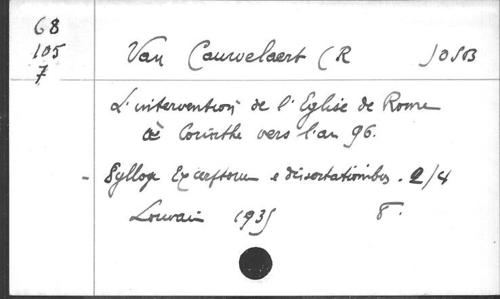 68
105
7
Van Cauwelaert (R ) OSB
L'intervention de l'Eglise de Rome
à Corinthe vers l'an 96.
- Sylloge Excerptorum e dissertationibus. 2/4
Louvain 1935 8°.